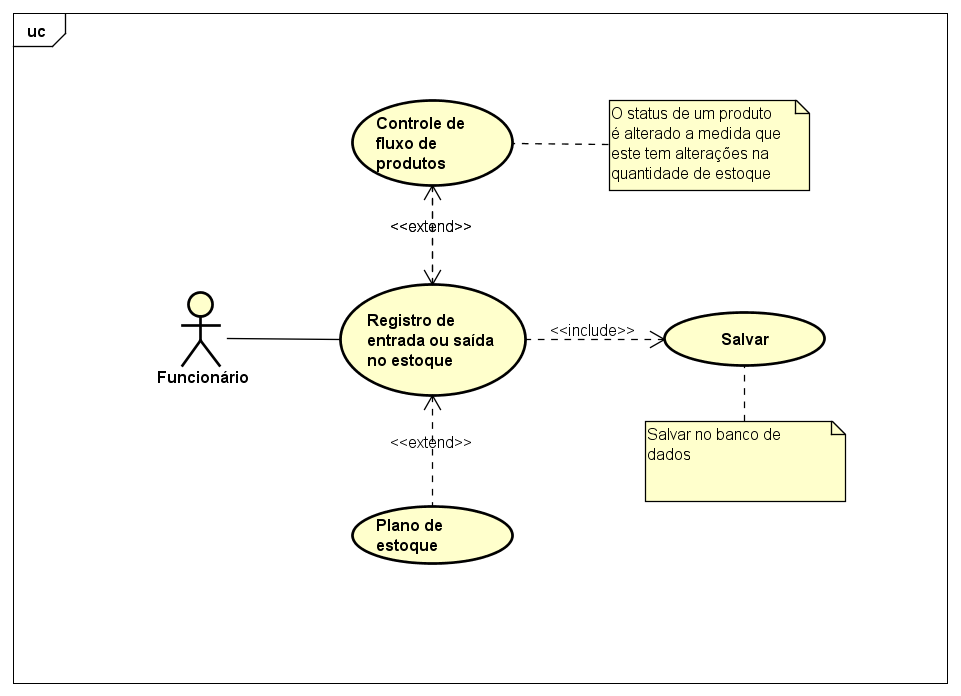 uc
Controle de
fluxo de
produtos
O status de um produto
é alterado a medida que
este tem alterações na
quantidade de estoque
<<extend>>
Registro de
entrada ou saída
no estoque
<<include>>
Salvar
Funcionário
Salvar no banco de
dados
<<extend>>
Plano de
estoque